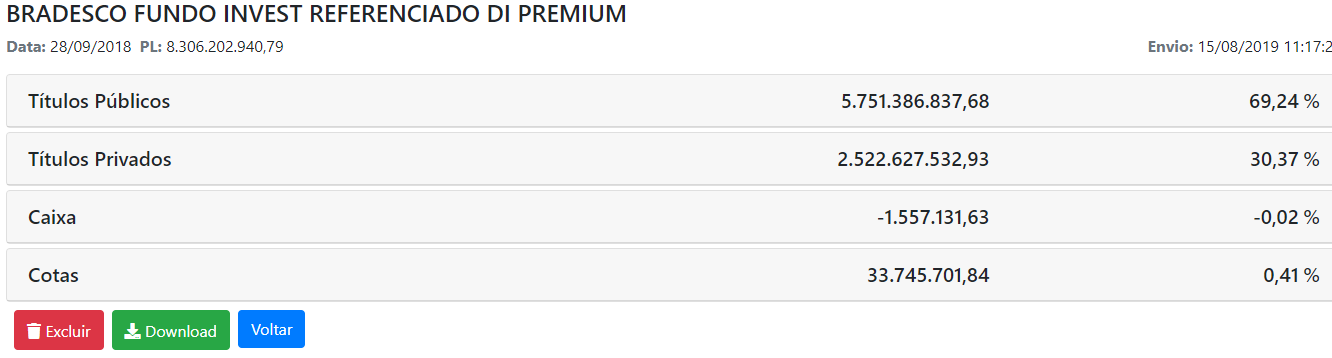 BRADESCO FUNDO INVEST REFERENCIADO DI PREMIUM
Data: 28/09/2018 PL: 8.306.202.940,79 Envio: 15/08/2019 11:17:2
Títulos Públicos 5.751.386.837,68 69,24 %
Títulos Privados 2.522.627.532,93 30,37 %
Caixa -1.557.131,63 -0,02 %
Cotas 33.745.701,84 0,41 %
Excluir Download Voltar